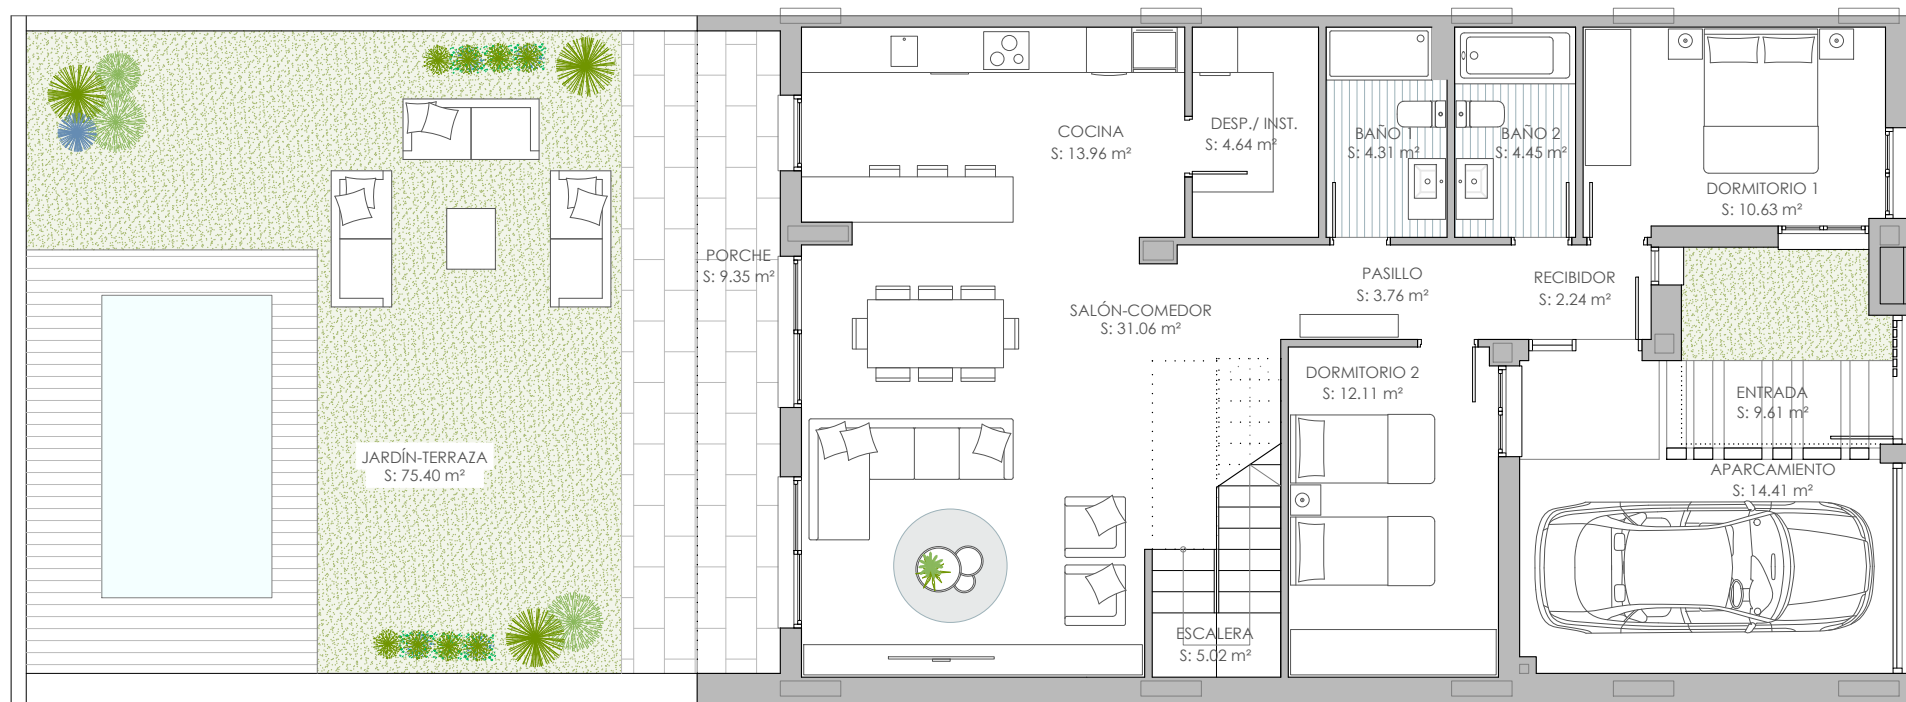 COCINA
S: 13.96 m²
DESP./ INST.
S: 4.64 m²
BAÑO 1
S: 4.31 m²
BAÑO 2
S: 4.45 m²
DORMITORIO 1
S: 10.63 m²
PORCHE
S: 9.35 m²
SALÓN-COMEDOR
S: 31.06 m²
PASILLO
S: 3.76 m²
RECIBIDOR
S: 2.24 m²
DORMITORIO 2
S: 12.11 m²
ENTRADA
S: 9.61 m²
JARDÍN-TERRAZA
S: 75.40 m²
APARCAMIENTO
S: 14.41 m²
ESCALERA
S: 5.02 m²